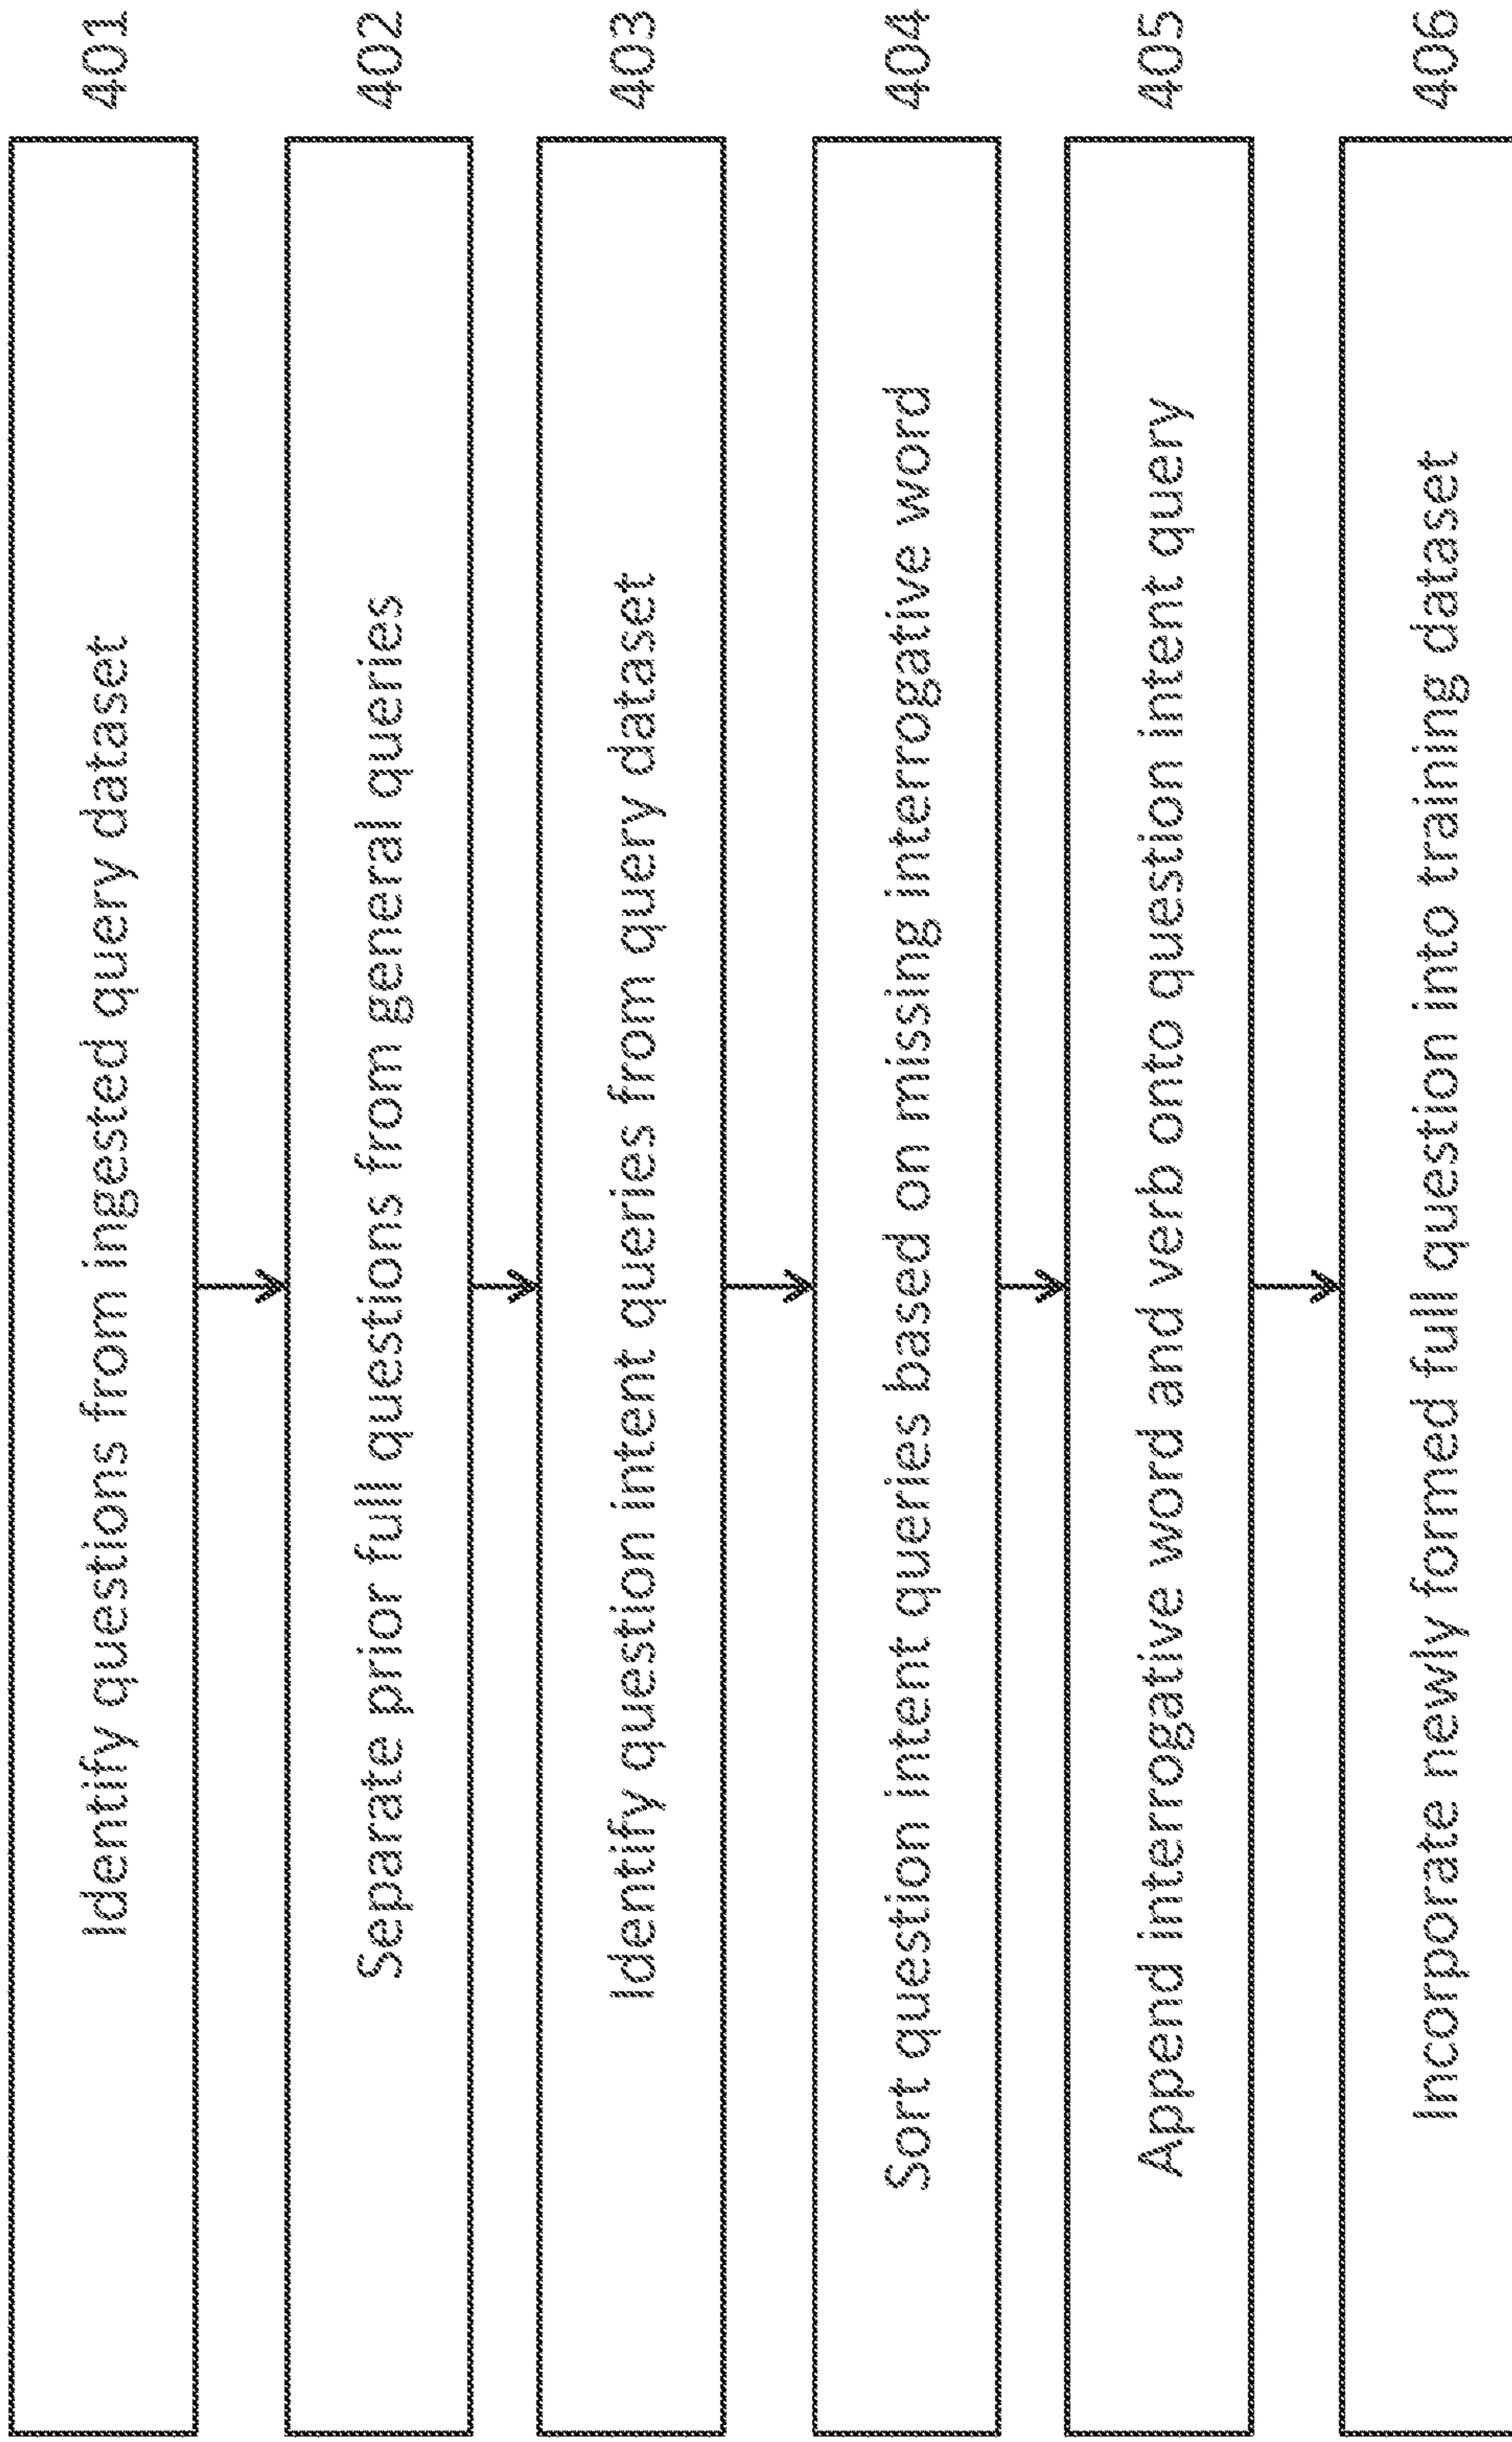 Identify questions from ingested query dataset
401
Separate prior full questions from general queries
402
Identify question intent queries from query dataset
403
Sort question intent queries based on missing interrogative word
404
Append interrogative word and verb onto question intent query
405
Incorporate newly formed full question into training dataset
406